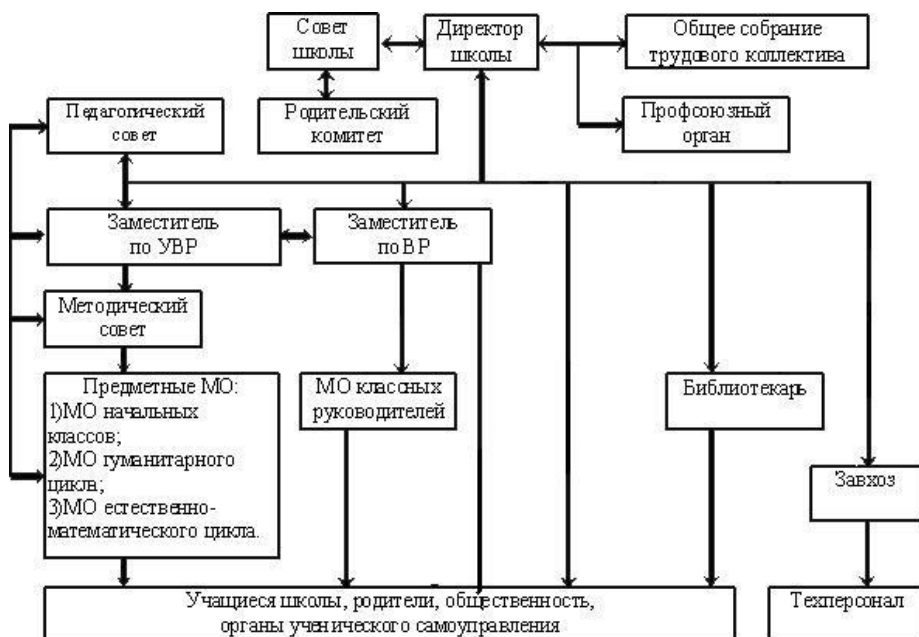 Совет
школы
Директор
школы
Общее собрание
трудового коллектива
Педагогический
совет
Родительский
комитет
Профсоюзный
орган
Заместитель
по УВР
Заместитель
по ВР
Методический
совет
Предметные МО:
1)МО начальных
классов;
2)МО гуманитарного
цикла;
3)МО естественно-
математического цикла.
МО классных
руководителей
Библиотекарь
Завхоз
Учащиеся школы, родители, общественность,
органы ученического самоуправления
Техперсонал